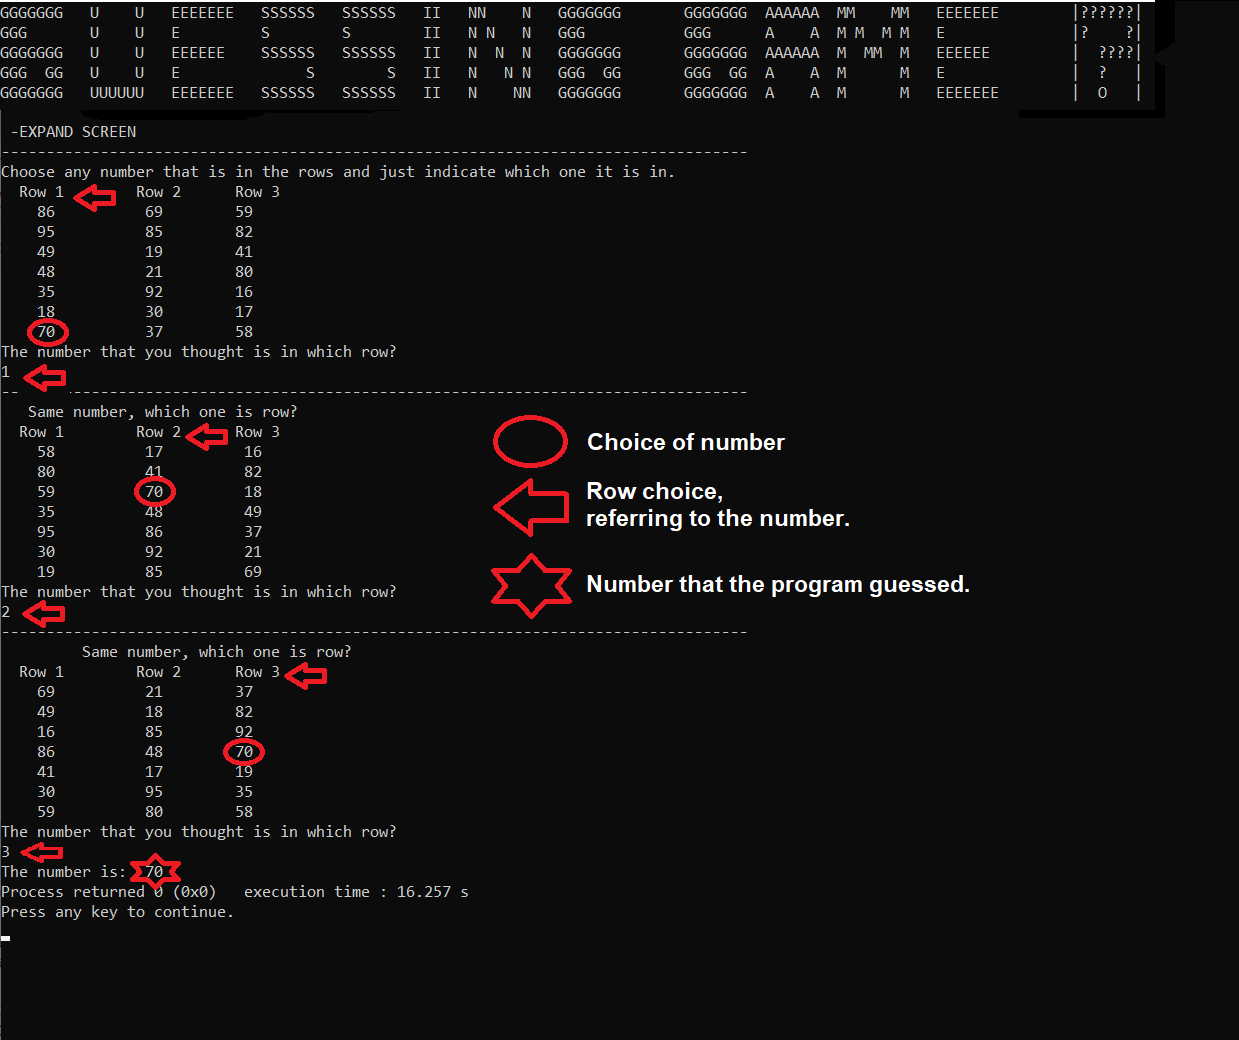 GGGGGGG   U    U   EEEEEEE   SSSSSS   SSSSSS   II   NN    N   GGGGGGG       GGGGGGG  AAAAAA  MM    MM   EEEEEEE        |??????|
GGG       U    U   E         S        S        II   N N   N   GGG           GGG      A    A  M M  M M   E              |?    ?|
GGGGGGG   U    U   EEEEEE    SSSSSS   SSSSSS   II   N  N  N   GGGGGGG       GGGGGGG  AAAAAA  M  MM  M   EEEEEE         |  ????|
GGG  GG   U    U   E              S        S   II   N   N N   GGG  GG       GGG  GG  A    A  M      M   E              |  ?   |
GGGGGGG   UUUUUU   EEEEEEE   SSSSSS   SSSSSS   II   N    NN   GGGGGGG       GGGGGGG  A    A  M      M   EEEEEEE        |  O   |
-EXPAND SCREEN
-----------------------------------------------------------------------------------
Choose any number that is in the rows and just indicate which one it is in.
Row 1        Row 2      Row 3
86          69        59
95          85        82
49          19        41
48          21        80
35          92        16
18          30        17
70          37        58
The number that you thought is in which row?
1
-----------------------------------------------------------------------------------
Same number, which one is row?
Row 1        Row 2      Row 3
58          17         16
80          41         82
59          70         18
35          48         49
95          86         37
30          92         21
19          85         69
The number that you thought is in which row?
2
-----------------------------------------------------------------------------------
Same number, which one is row?
Row 1        Row 2      Row 3
69          21        37
49          18        82
16          85        92
86          48        70
41          17        19
30          95        35
59          80        58
The number that you thought is in which row?
3
The number is:  70
Process returned 0 (0x0)   execution time : 16.257 s
Press any key to continue.
Choice of number
Row choice,
referring to the number.
Number that the program guessed.